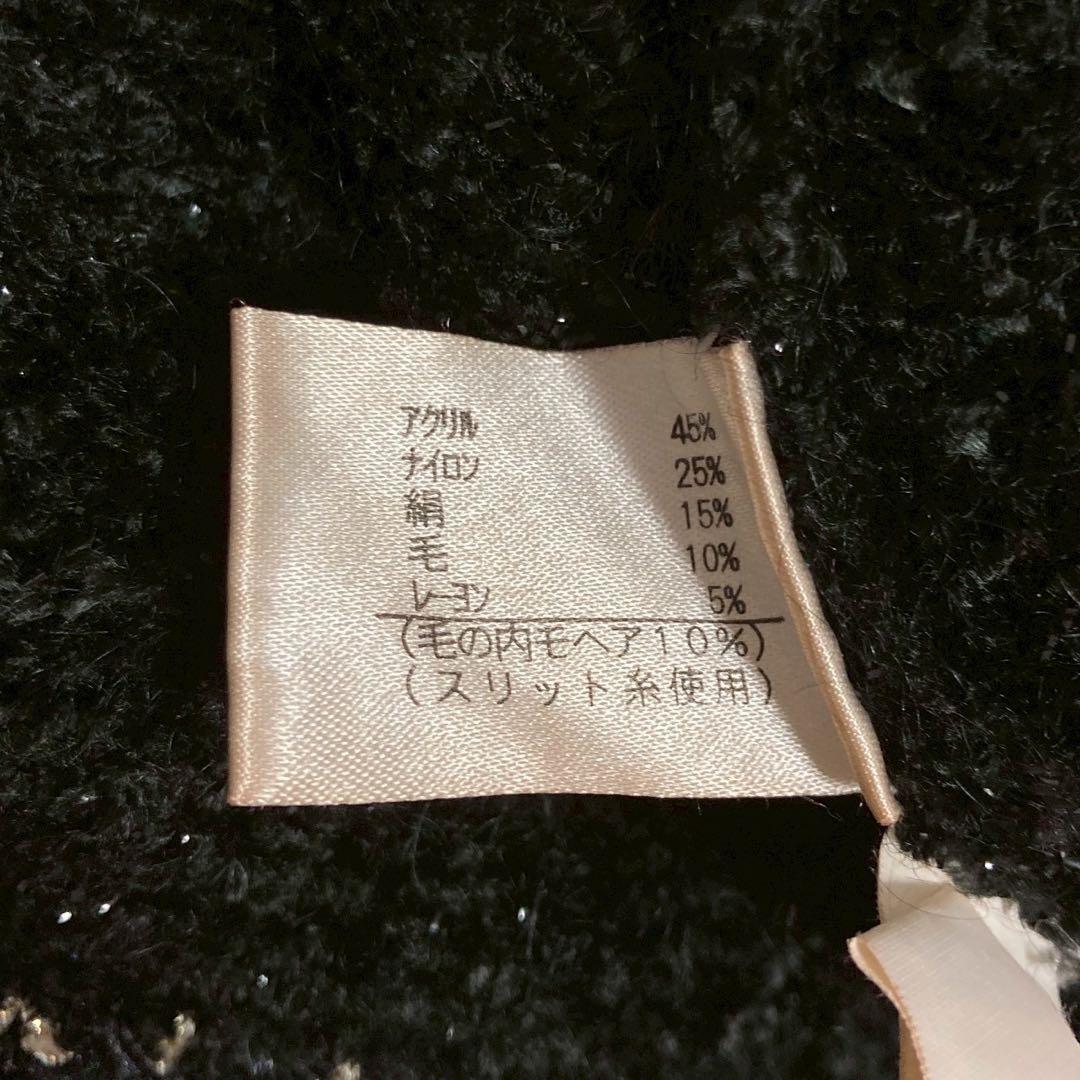 アクリル 45%
ナイロン 25%
絹 15%
毛 10%
レーヨン 5%
(毛の内モヘア10%)
(スリット糸使用)